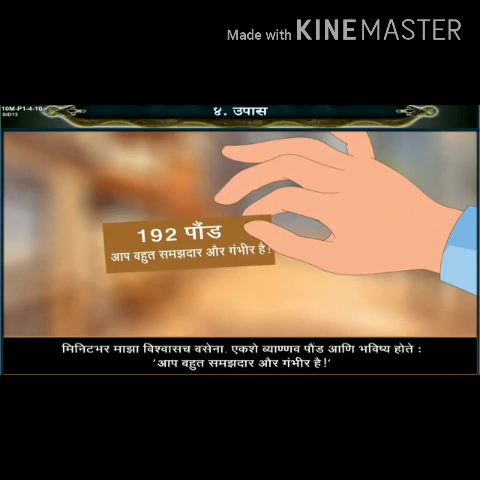 Made with KINEMASTER
10M-P1-4-10
SID13
४. उपास
192 पौंड
आप बहुत समझदार और गंभीर है!
मिनिटभर माझा विश्वासच बसेना. एकशे ब्याण्णव पौंड आणि भविष्य होते :
'आप बहुत समझदार और गंभीर है!'